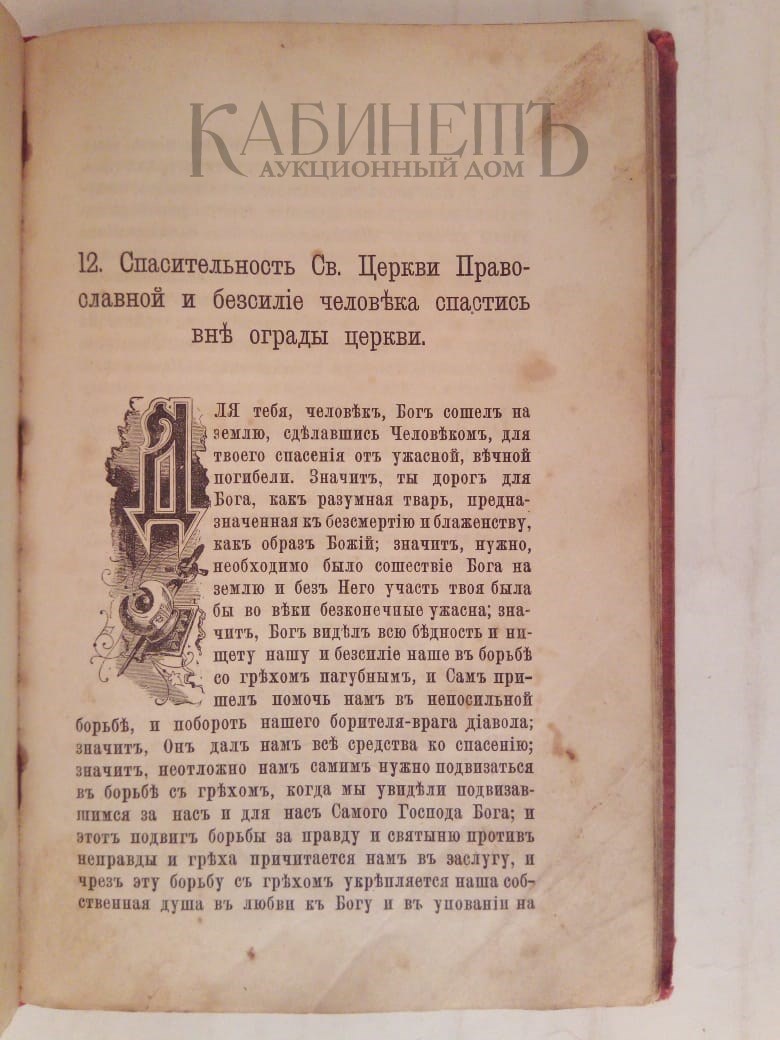 КАБИНЕТЪ
АУКЦИОННЫЙ ДОМ
12. Спасительность Св. Церкви Право-
славной и безсиліе человѣка спастись
внѣ ограды церкви.
ДЛЯ тебя, человѣкъ, Богъ сошелъ на
землю, сдѣлавшись Человѣкомъ, для
твоего спасенія отъ ужасной, вѣчной
погибели. Значитъ, ты дорогъ для
Бога, какъ разумная тварь, предна-
значенная къ безсмертію и блаженству,
какъ образъ Божій; значитъ, нужно,
необходимо было сошествіе Бога на
землю и безъ Него участь твоя была
бы во вѣки безконечные ужасна; зна-
читъ, Богъ видѣлъ всю бѣдность и ни-
щету нашу и безсиліе наше въ борьбѣ
со грѣхомъ пагубнымъ, и Самъ при-
шелъ помочь намъ въ непосильной
борьбѣ, и побороть нашего борителя-врага діавола;
значитъ, Онъ далъ намъ всѣ средства ко спасенію;
значитъ, неотложно намъ самимъ нужно подвизаться
въ борьбѣ съ грѣхомъ, когда мы увидѣли подвизав-
шимся за насъ и для насъ Самого Господа Бога; и
этотъ подвигъ борьбы за правду и святыню противъ
неправды и грѣха причитается намъ въ заслугу, и
чрезъ эту борьбу съ грѣхомъ укрѣпляется наша соб-
ственная душа въ любви къ Богу и въ упованіи на